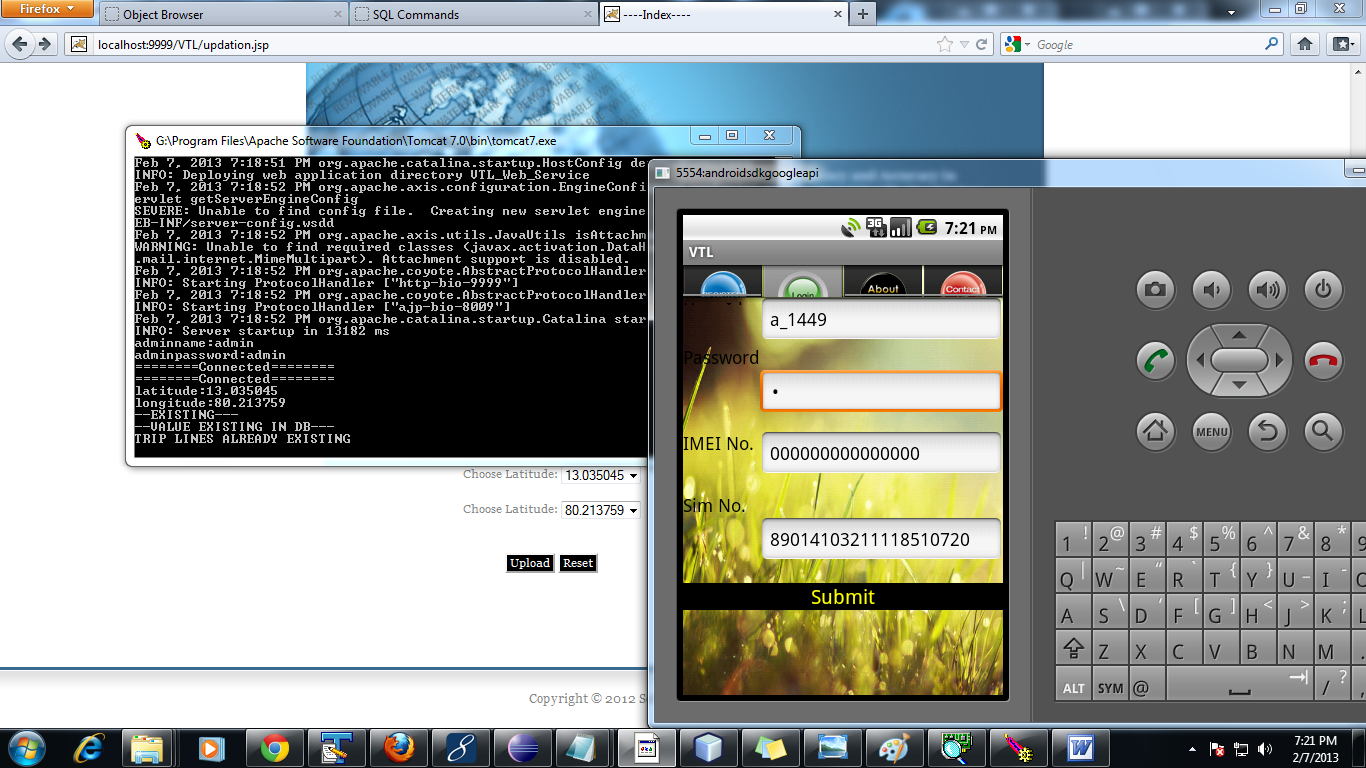 Firefox
Object Browser
SQL Commands
----Index----
localhost:9999/VTL/updation.jsp
Google
G:\Program Files\Apache Software Foundation\Tomcat 7.0\bin\tomcat7.exe
Feb 7, 2013 7:18:51 PM org.apache.catalina.startup.HostConfig de
INFO: Deploying web application directory VTL_Web_Service
Feb 7, 2013 7:18:52 PM org.apache.axis.configuration.EngineConfi
ervlet getServerEngineConfig
SEVERE: Unable to find config file.  Creating new servlet engine
EB-INF/server-config.wsdd
Feb 7, 2013 7:18:52 PM org.apache.axis.utils.JavaUtils isAttachm
WARNING: Unable to find required classes (javax.activation.DataH
.mail.internet.MimeMultipart). Attachment support is disabled.
Feb 7, 2013 7:18:52 PM org.apache.coyote.AbstractProtocolHandler
INFO: Starting ProtocolHandler ["http-bio-9999"]
Feb 7, 2013 7:18:52 PM org.apache.coyote.AbstractProtocolHandler
INFO: Starting ProtocolHandler ["ajp-bio-8009"]
Feb 7, 2013 7:18:52 PM org.apache.catalina.startup.Catalina star
INFO: Server startup in 13182 ms
adminname:admin
adminpassword:admin
========Connected========
========Connected========
latitude:13.035045
longitude:80.213759
--EXISTING---
--VALUE EXISTING IN DB---
TRIP LINES ALREADY EXISTING
Choose Latitude: 13.035045
Choose Latitude: 80.213759
Upload Reset
Copyright © 2012
5554:androidsdkgoogleapi
3G 7:21 PM
VTL
Login About Contact
a_1449
Password
•
IMEI No. 000000000000000
Sim No.
89014103211118510720
Submit
MENU
1 ! 2 @ 3 # 4 $ 5 % 6 ^ 7 & 8 *
Q | W ~ E " R ` T { Y } U _ I -
A S \ D ' F [ G ] H < J > K ; L
Z X C V B N M .
ALT SYM @ / ? ,
7:21 PM
2/7/2013